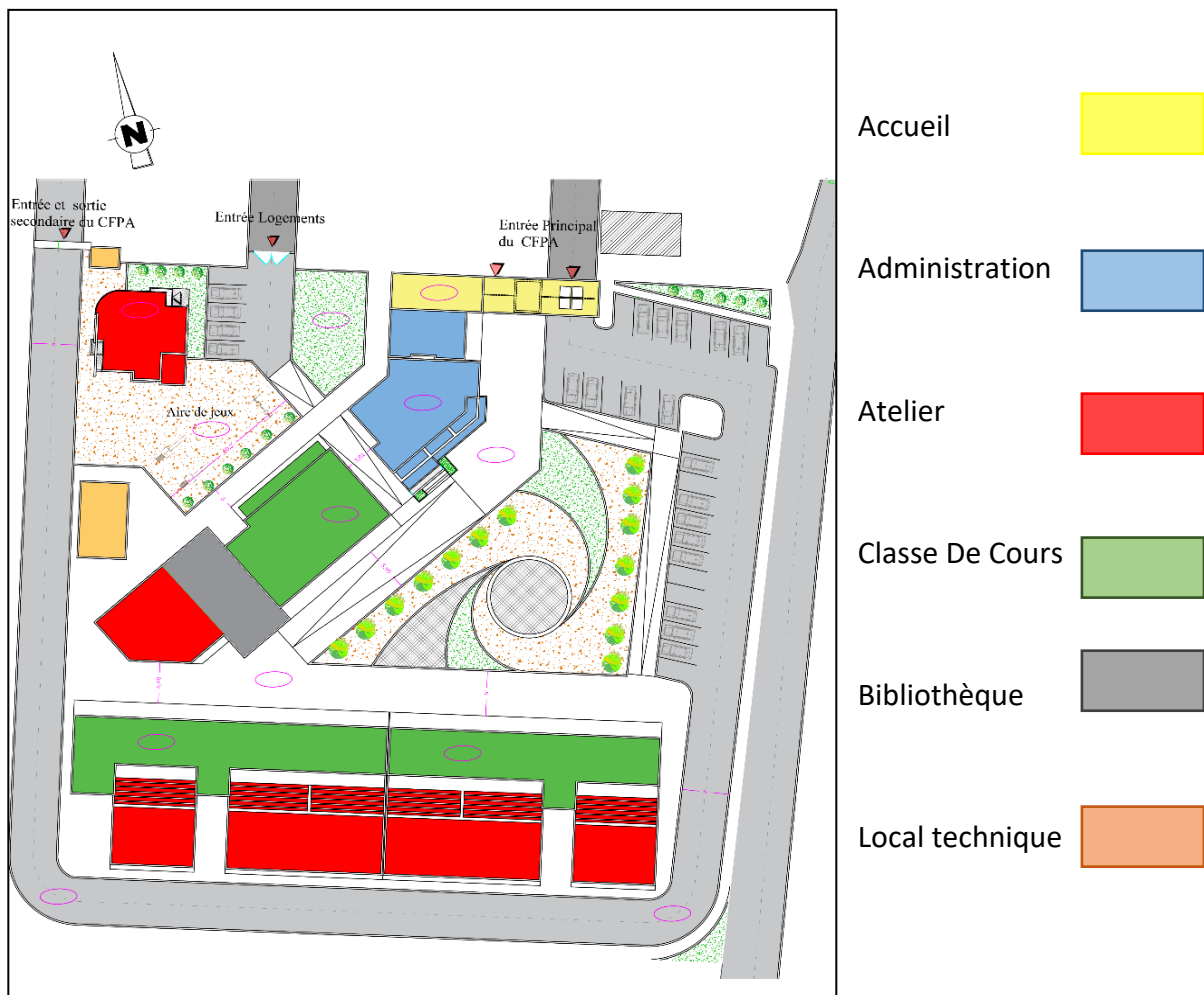 N
Entrée et sortie
secondaire du CFPA
Entrée Logements
Entrée Principal
du CFPA
Aire de jeux
Accueil
Administration
Atelier
Classe De Cours
Bibliothèque
Local technique